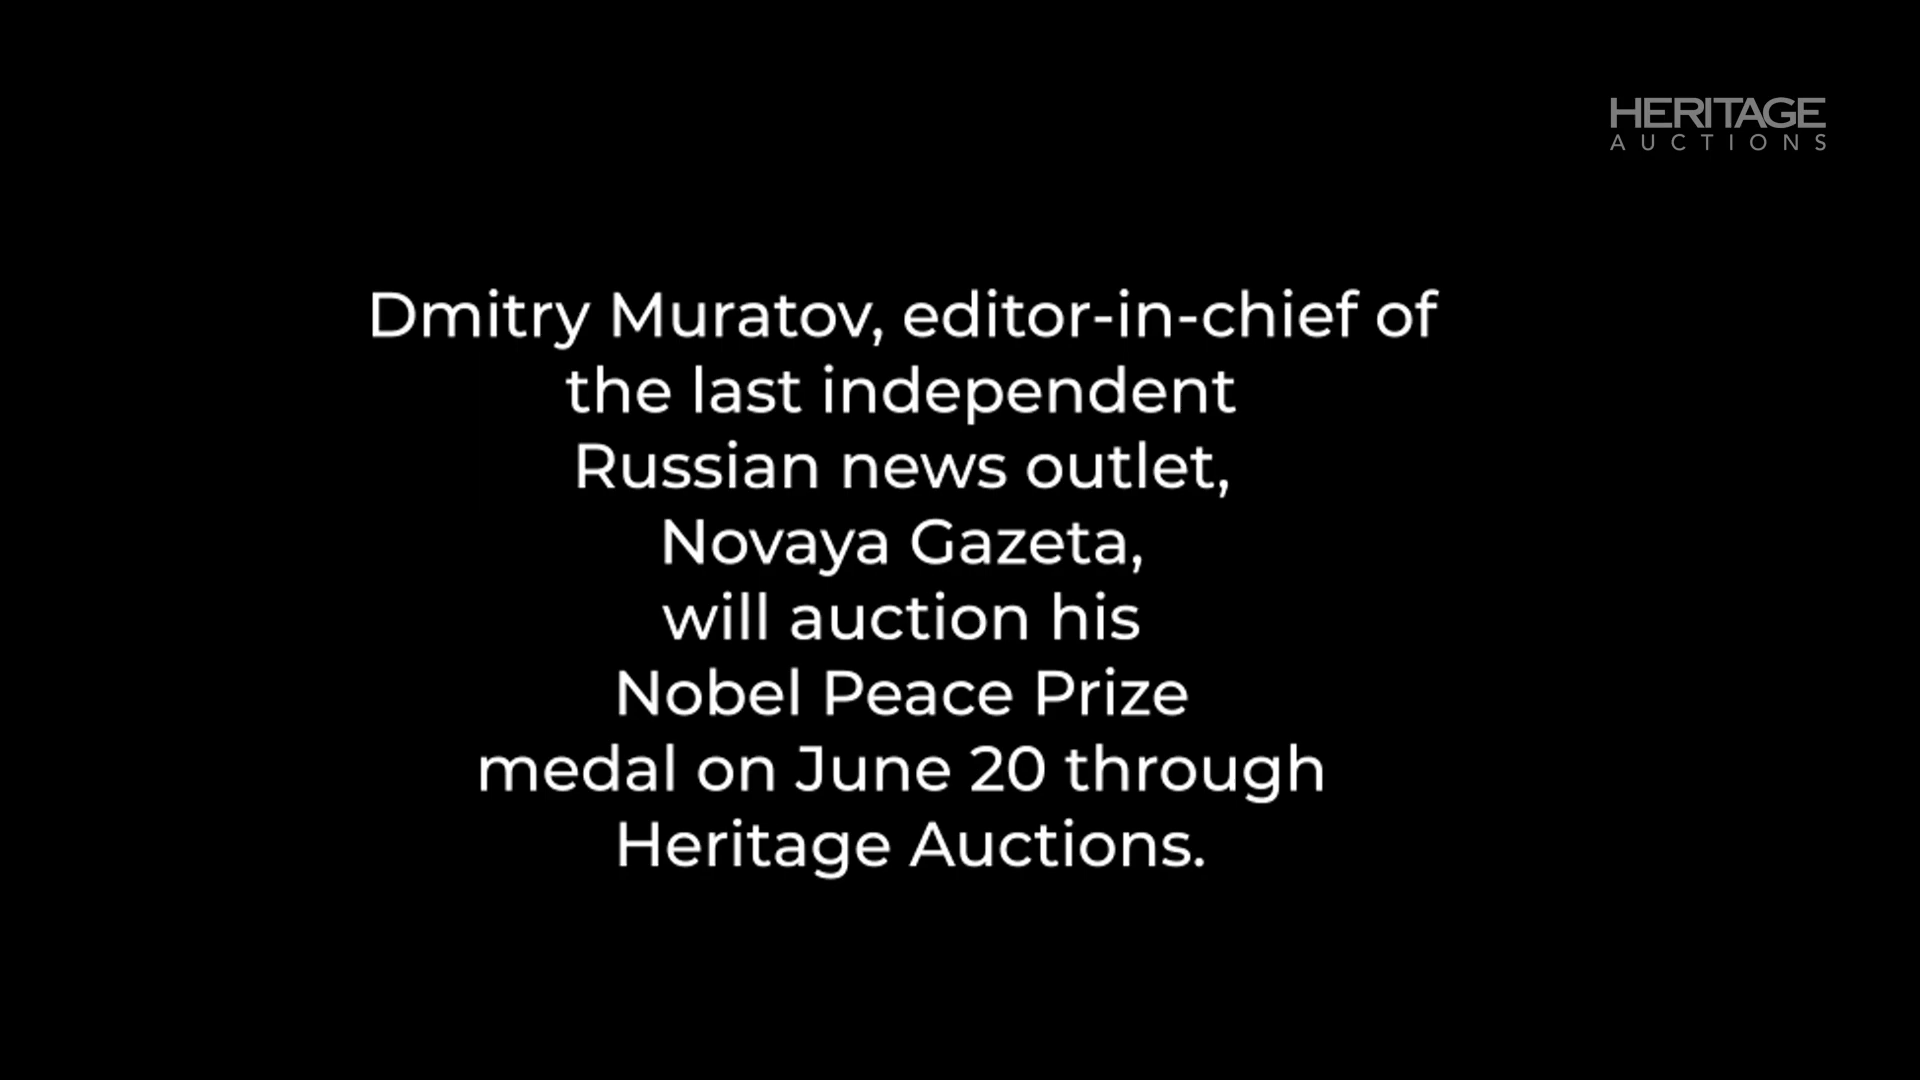 HERITAGE
AUCTIONS
Dmitry Muratov, editor-in-chief of
the last independent
Russian news outlet,
Novaya Gazeta,
will auction his
Nobel Peace Prize
medal on June 20 through
Heritage Auctions.